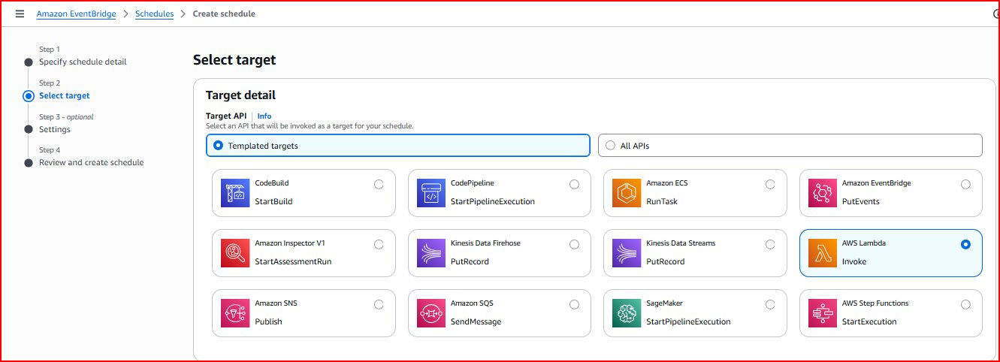 Amazon EventBridge > Schedules > Create schedule
Step 1
Specify schedule detail
Step 2
Select target
Step 3 - optional
Settings
Step 4
Review and create schedule
Select target
Target detail
Target API Info
Select an API that will be invoked as a target for your schedule.
Templated targets
All APIs
CodeBuild
StartBuild
CodePipeline
StartPipelineExecution
Amazon ECS
RunTask
Amazon EventBridge
PutEvents
Amazon Inspector V1
StartAssessmentRun
Kinesis Data Firehose
PutRecord
Kinesis Data Streams
PutRecord
AWS Lambda
Invoke
Amazon SNS
Publish
Amazon SQS
SendMessage
SageMaker
StartPipelineExecution
AWS Step Functions
StartExecution